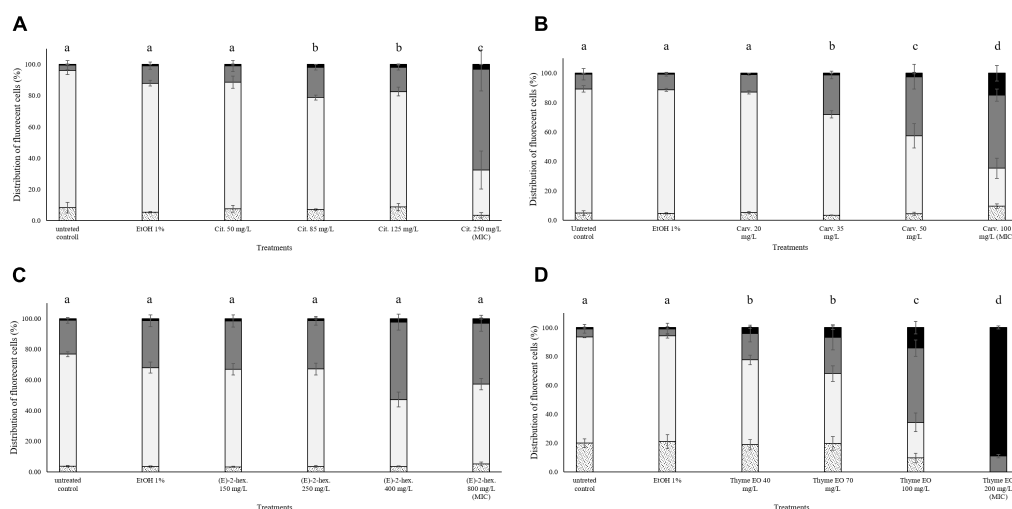 A
a a a b b c
Distribution of fluorescent cells (%)
100.0
80.0
60.0
40.0
20.0
0.0
untreted EtOH 1% Cit. 50 mg/L Cit. 85 mg/L Cit. 125 mg/L Cit. 250 mg/L
controll (MIC)
Treatments
B
a a a b c d
Distribution of fluorescent cells (%)
100.0
80.0
60.0
40.0
20.0
0.0
Untreated EtOH 1% Carv. 20 Carv. 35 Carv. 50 Carv. 100
control mg/L mg/L mg/L mg/L (MIC)
Treatments
C
a a a a a a
Distribution of fluorescent cells (%)
100.00
80.00
60.00
40.00
20.00
0.00
untreated EtOH 1% (E)-2-hex. (E)-2-hex. (E)-2-hex. (E)-2-hex.
control 150 mg/L 250 mg/L 400 mg/L 800 mg/L
(MIC)
Treatments
D
a a b b c d
Distribution of fluorescent cells (%)
100.0
80.0
60.0
40.0
20.0
0.0
untreated EtOH 1% Thyme EO 40 Thyme EO 70 Thyme EO Thyme EO
control mg/L mg/L 100 mg/L 200 mg/L
(MIC)
Treatments